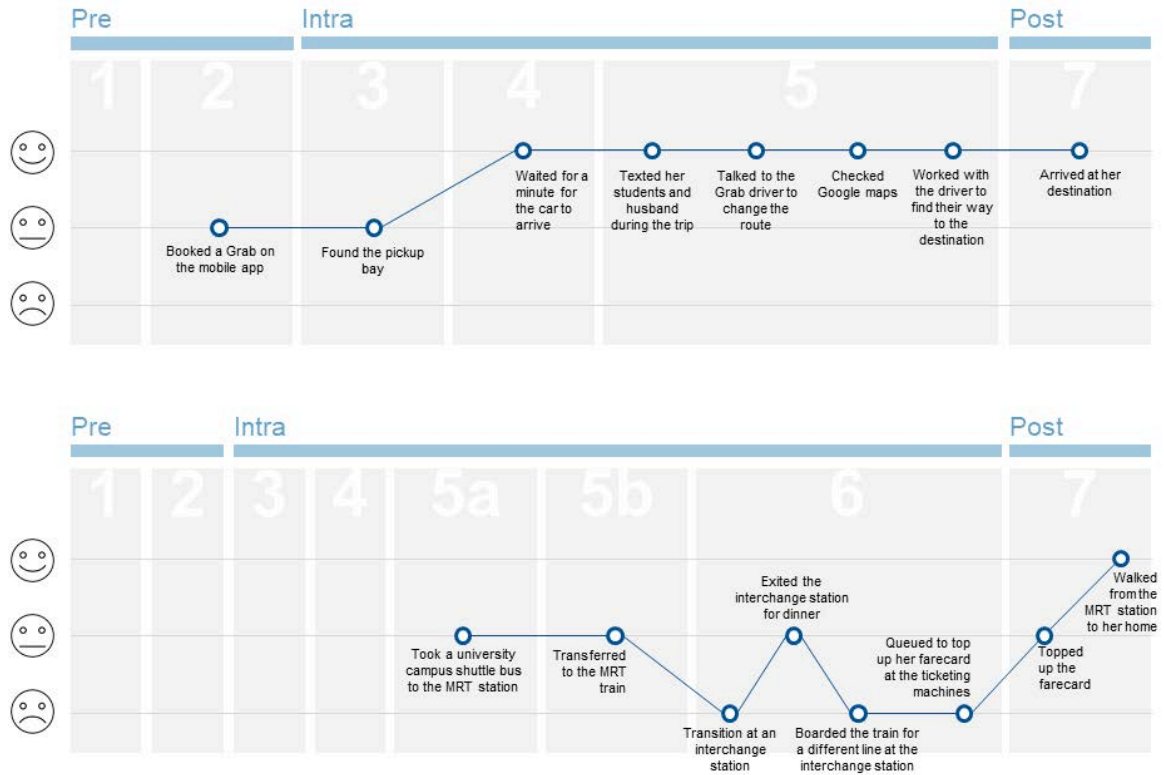 Pre
Intra
Post
1
2
3
4
5
7
Booked a Grab on
the mobile app
Found the pickup
bay
Waited for a
minute for
the car to
arrive
Texted her
students and
husband
during the trip
Talked to the
Grab driver to
change the
route
Checked
Google maps
Worked with
the driver to
find their way
to the
destination
Arrived at her
destination
Pre
Intra
Post
1
2
3
4
5a
5b
6
7
Took a university
campus shuttle bus
to the MRT station
Transferred
to the MRT
train
Transition at an
interchange
station
Exited the
interchange station
for dinner
Boarded the train for
a different line at the
interchange station
Queued to top
up her farecard
at the ticketing
machines
Topped
up the
farecard
Walked
from the
MRT station
to her home